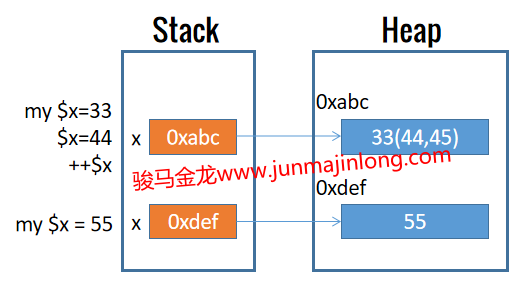 Stack
Heap
my $x=33
$x=44
++$x
x
0xabc
0xabc
33(44,45)
骏马金龙www.junmajinlong.com
0xdef
my $x = 55
x
0xdef
55